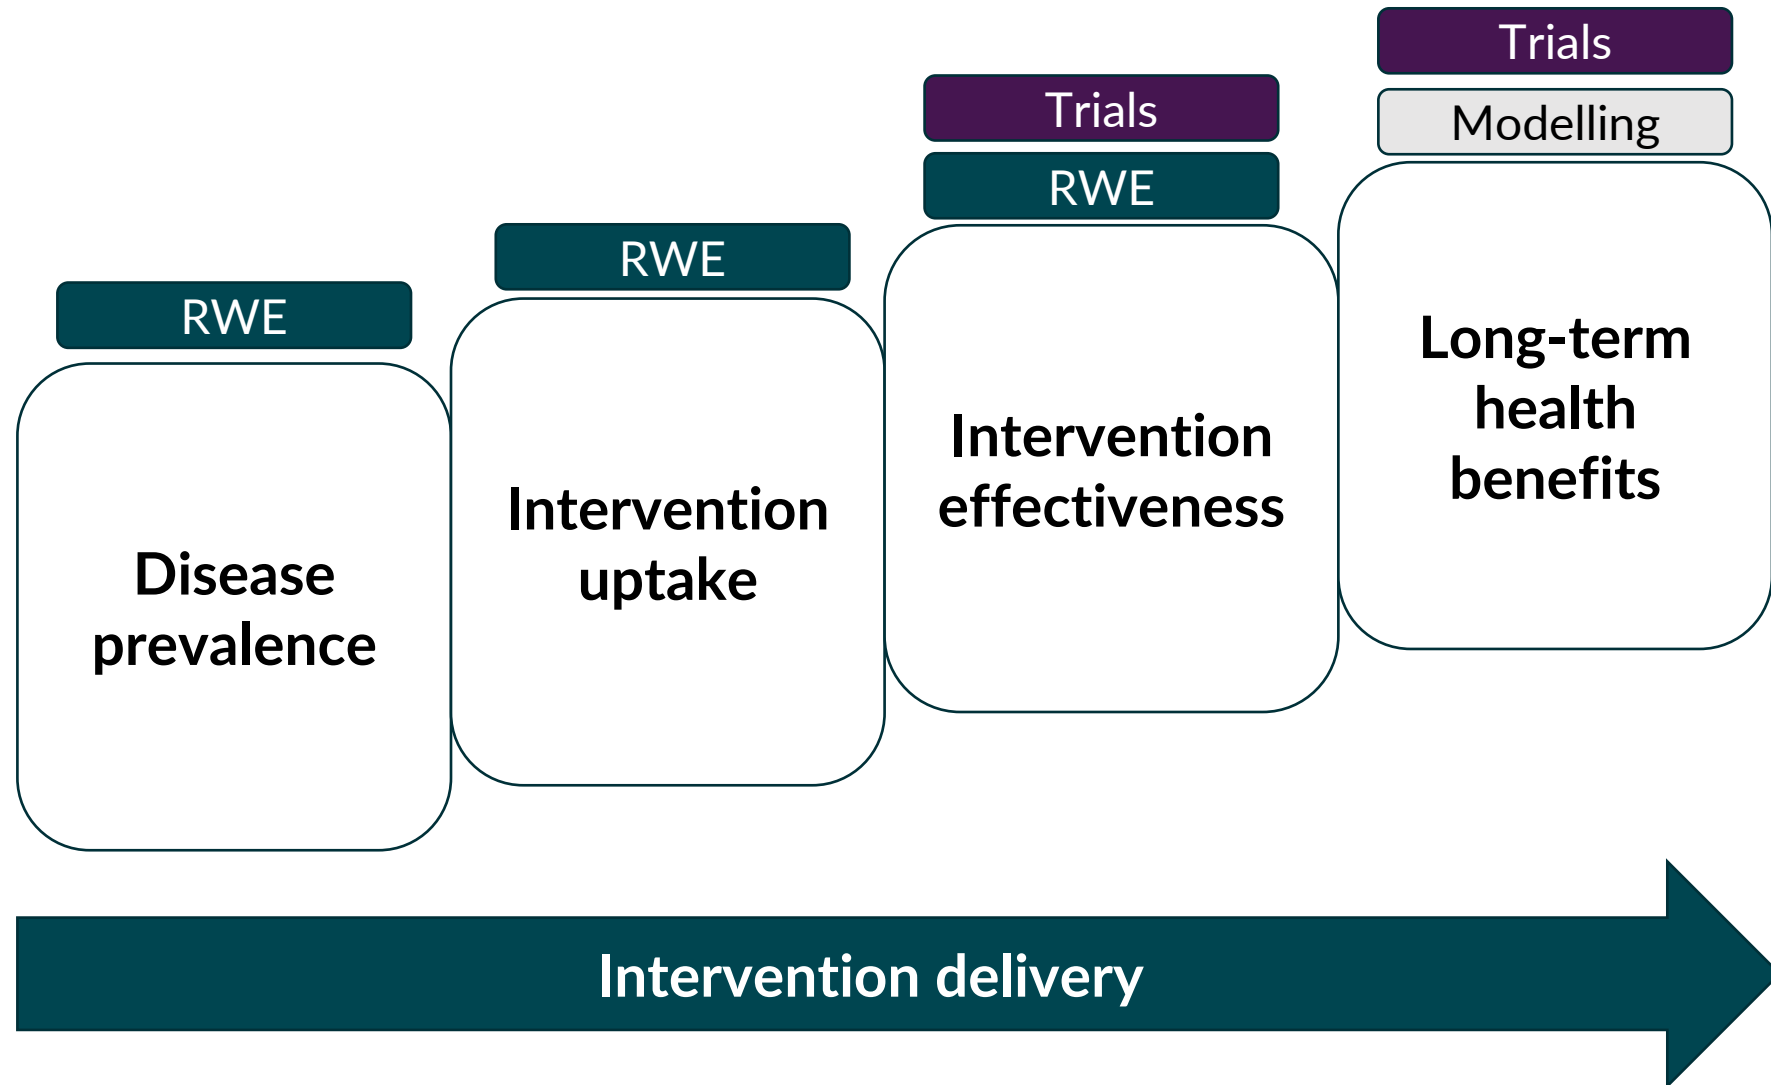 RWE
Disease
prevalence
RWE
Intervention
uptake
Trials
RWE
Intervention
effectiveness
Trials
Modelling
Long-term
health
benefits
Intervention delivery